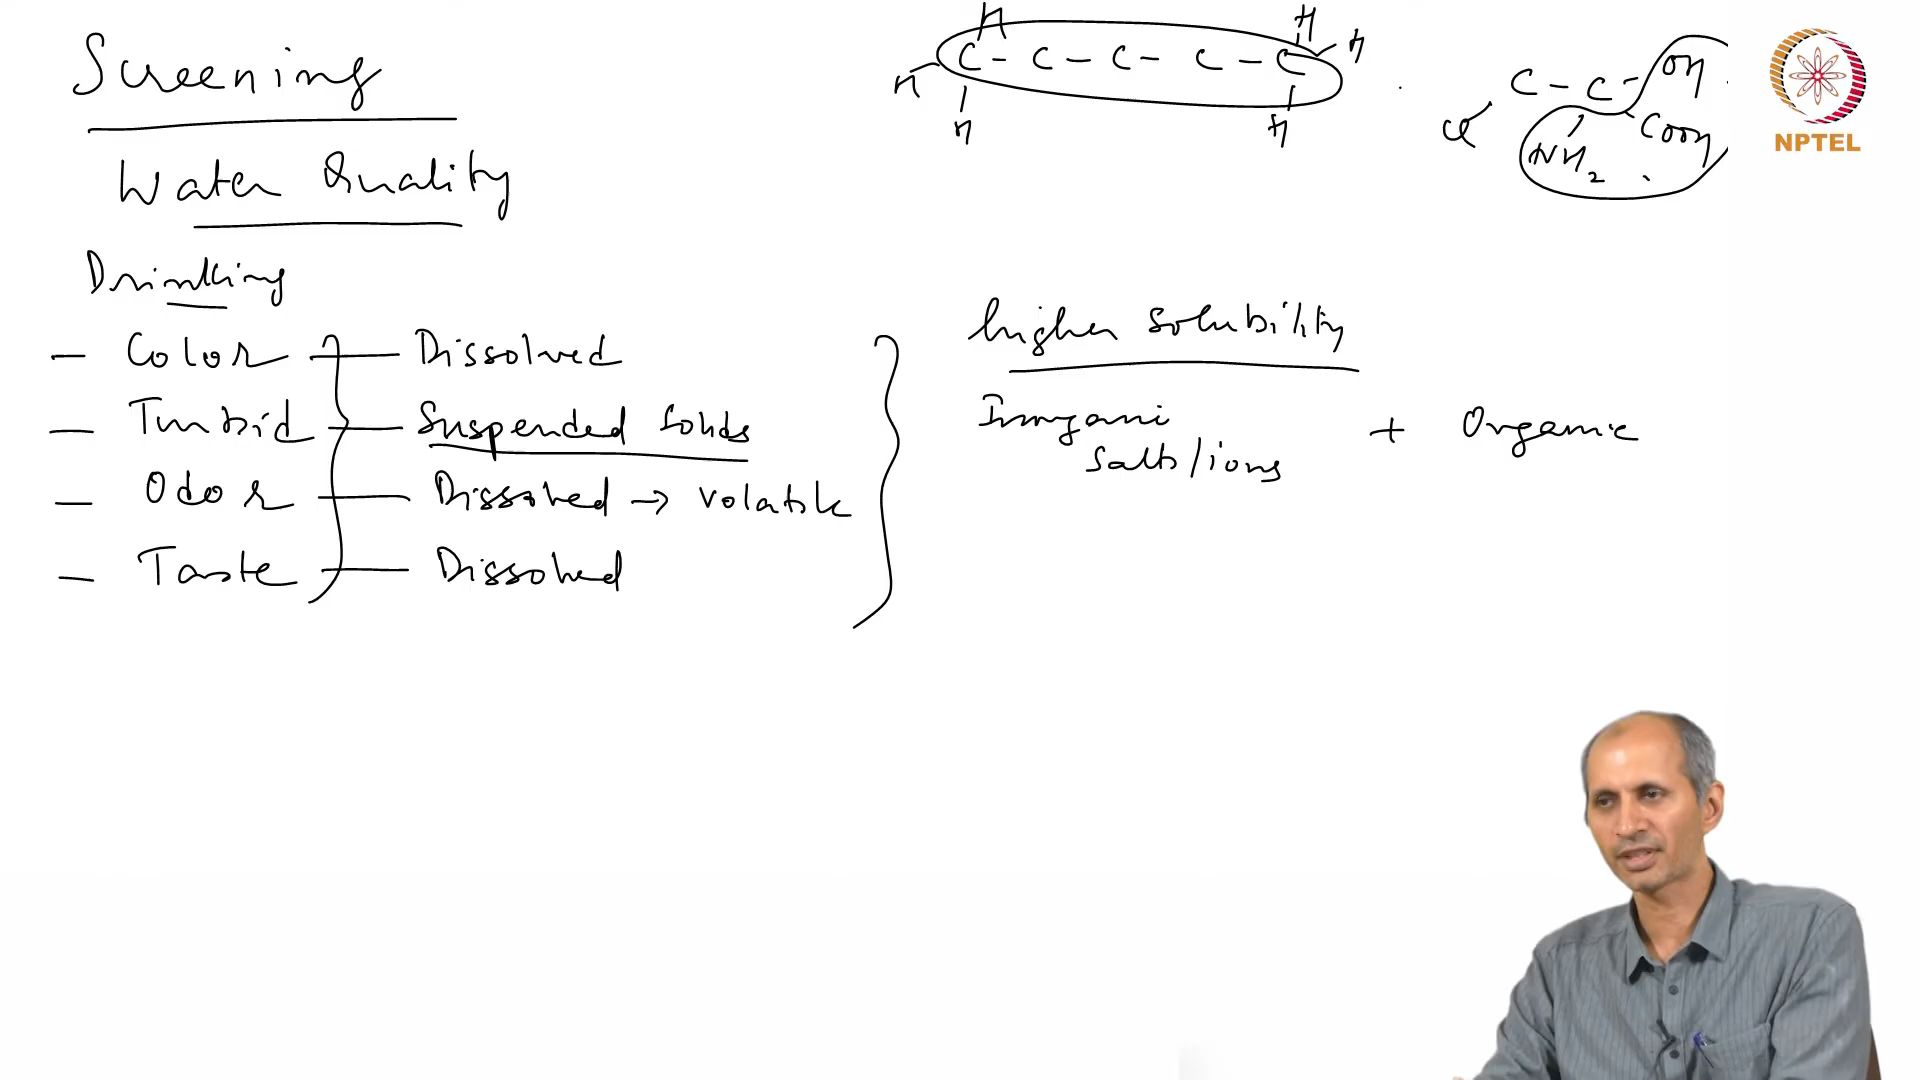 Screening
Water Quality
Drinking
- Color - Dissolved
- Turbid - Suspended Solids
- Odor - Dissolved → volatile
- Taste - Dissolved
H H
H C - C - C - C - C H
H H
C - C - OH
Cl COOH
NH2
NPTEL
higher solubility
Inorganic + Organic
salts/ions